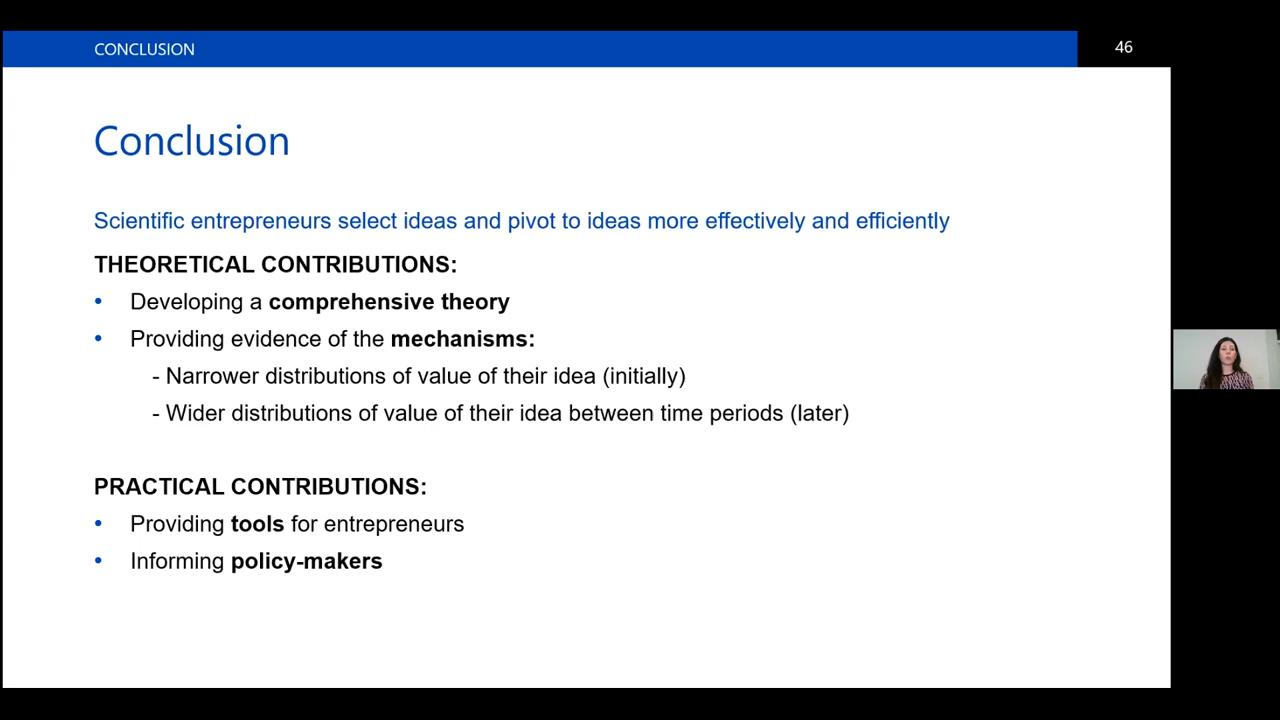 CONCLUSION
46
Conclusion
Scientific entrepreneurs select ideas and pivot to ideas more effectively and efficiently
THEORETICAL CONTRIBUTIONS:
• Developing a comprehensive theory
• Providing evidence of the mechanisms:
- Narrower distributions of value of their idea (initially)
- Wider distributions of value of their idea between time periods (later)
PRACTICAL CONTRIBUTIONS:
• Providing tools for entrepreneurs
• Informing policy-makers